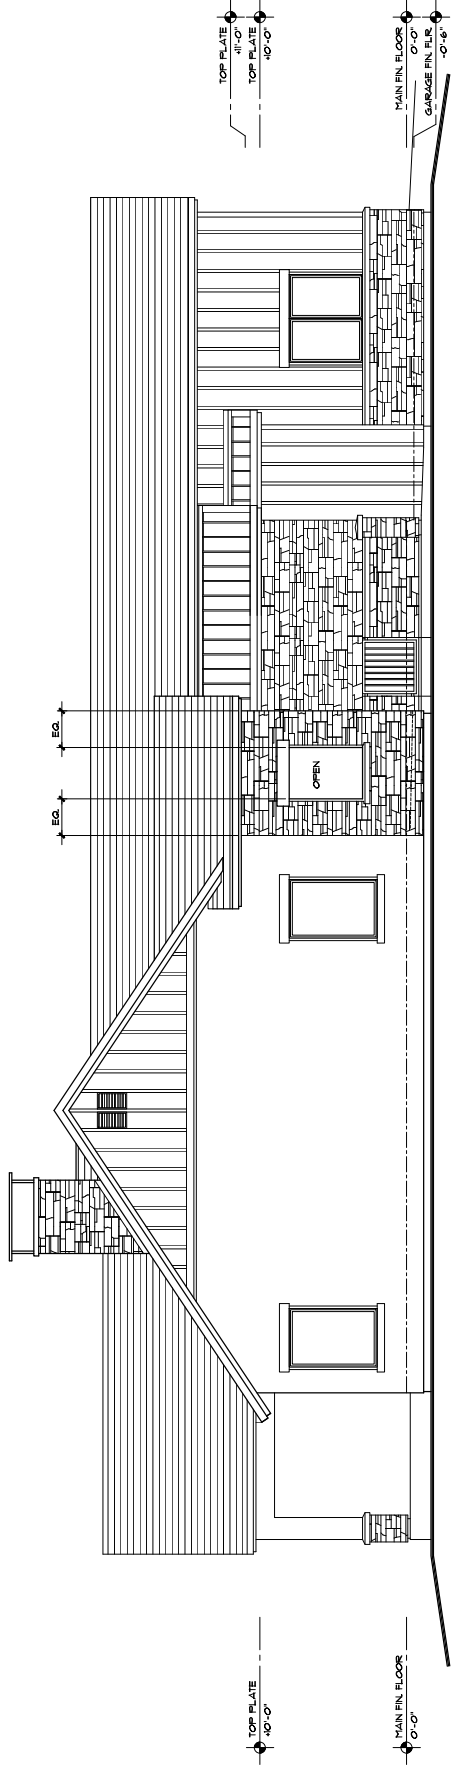 TOP PLATE
+11'-0"
TOP PLATE
+10'-0"
MAIN FIN. FLOOR
0'-0"
GARAGE FIN. FLR.
-0'-6"
EQ.
EQ.
OPEN
TOP PLATE
+10'-0"
MAIN FIN. FLOOR
0'-0"